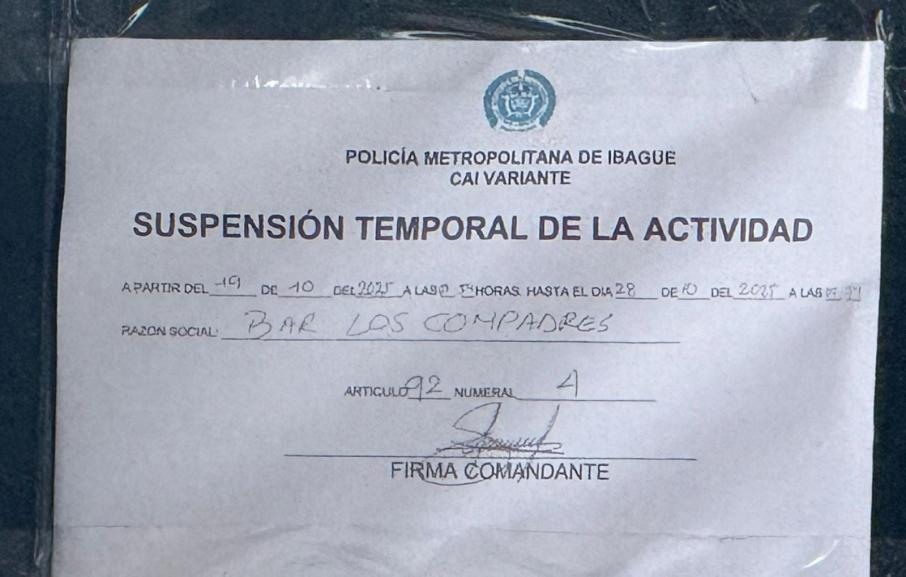 POLICÍA METROPOLITANA DE IBAGUE
CAI VARIANTE
SUSPENSIÓN TEMPORAL DE LA ACTIVIDAD
A PARTIR DEL 19 DE 10 DEL 2025 A LAS HORAS. HASTA EL DIA 28 DE 10 DEL 2025 A LAS
RAZON SOCIAL: BAR LOS COMPADRES
ARTICULO 92 NUMERAL 4
FIRMA COMANDANTE